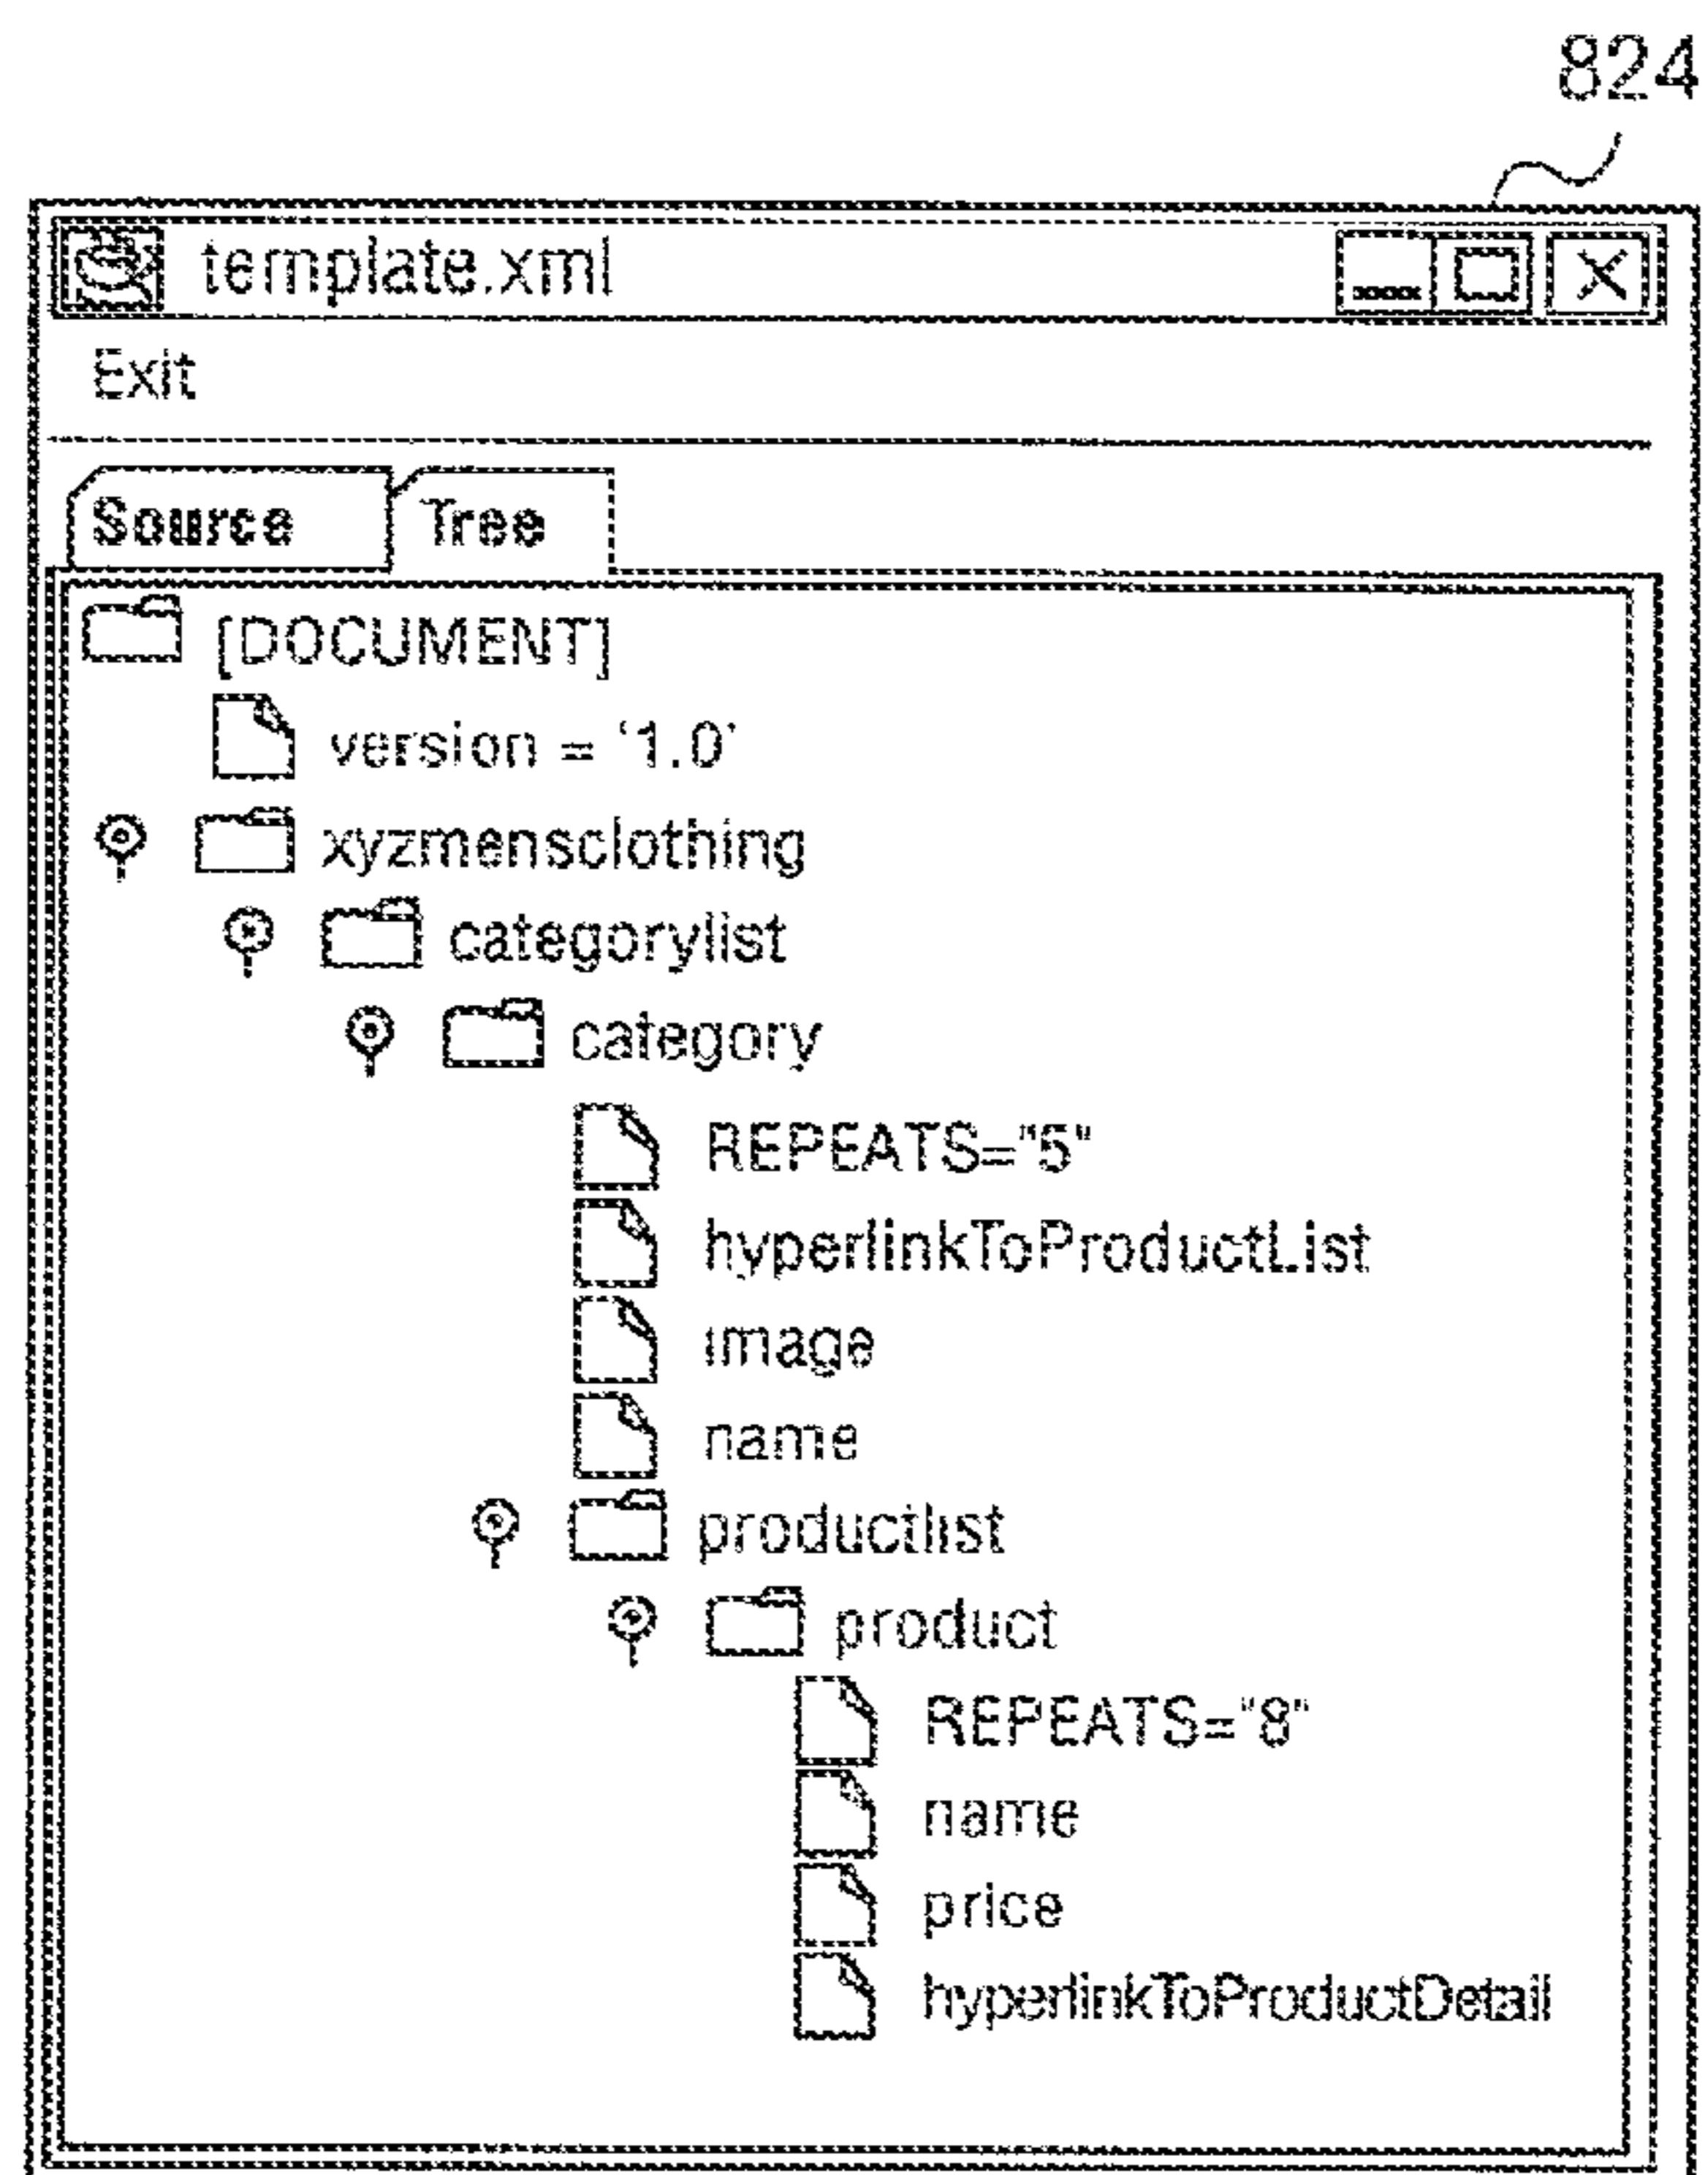 824
template.xml
Exit
Source Tree
[DOCUMENT]
version = '1.0'
xyzmensclothing
categorylist
category
REPEATS="5"
hyperlinkToProductList
image
name
productlist
product
REPEATS="8"
name
price
hyperlinkToProductDetail